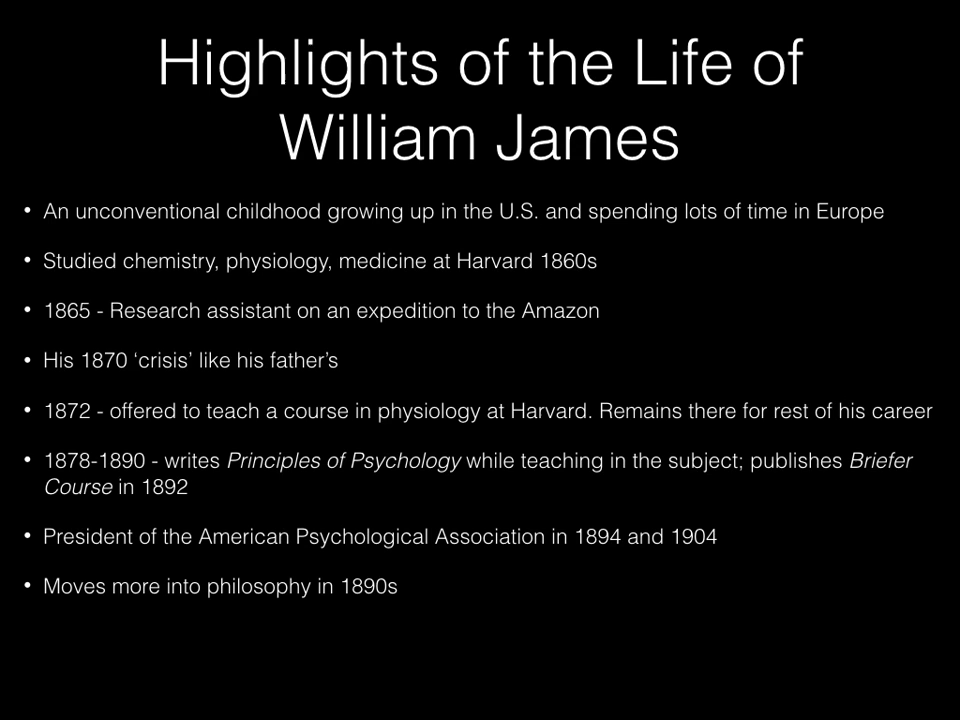 Highlights of the Life of
William James
• An unconventional childhood growing up in the U.S. and spending lots of time in Europe
• Studied chemistry, physiology, medicine at Harvard 1860s
• 1865 - Research assistant on an expedition to the Amazon
• His 1870 ‘crisis’ like his father’s
• 1872 - offered to teach a course in physiology at Harvard. Remains there for rest of his career
• 1878-1890 - writes Principles of Psychology while teaching in the subject; publishes Briefer
Course in 1892
• President of the American Psychological Association in 1894 and 1904
• Moves more into philosophy in 1890s